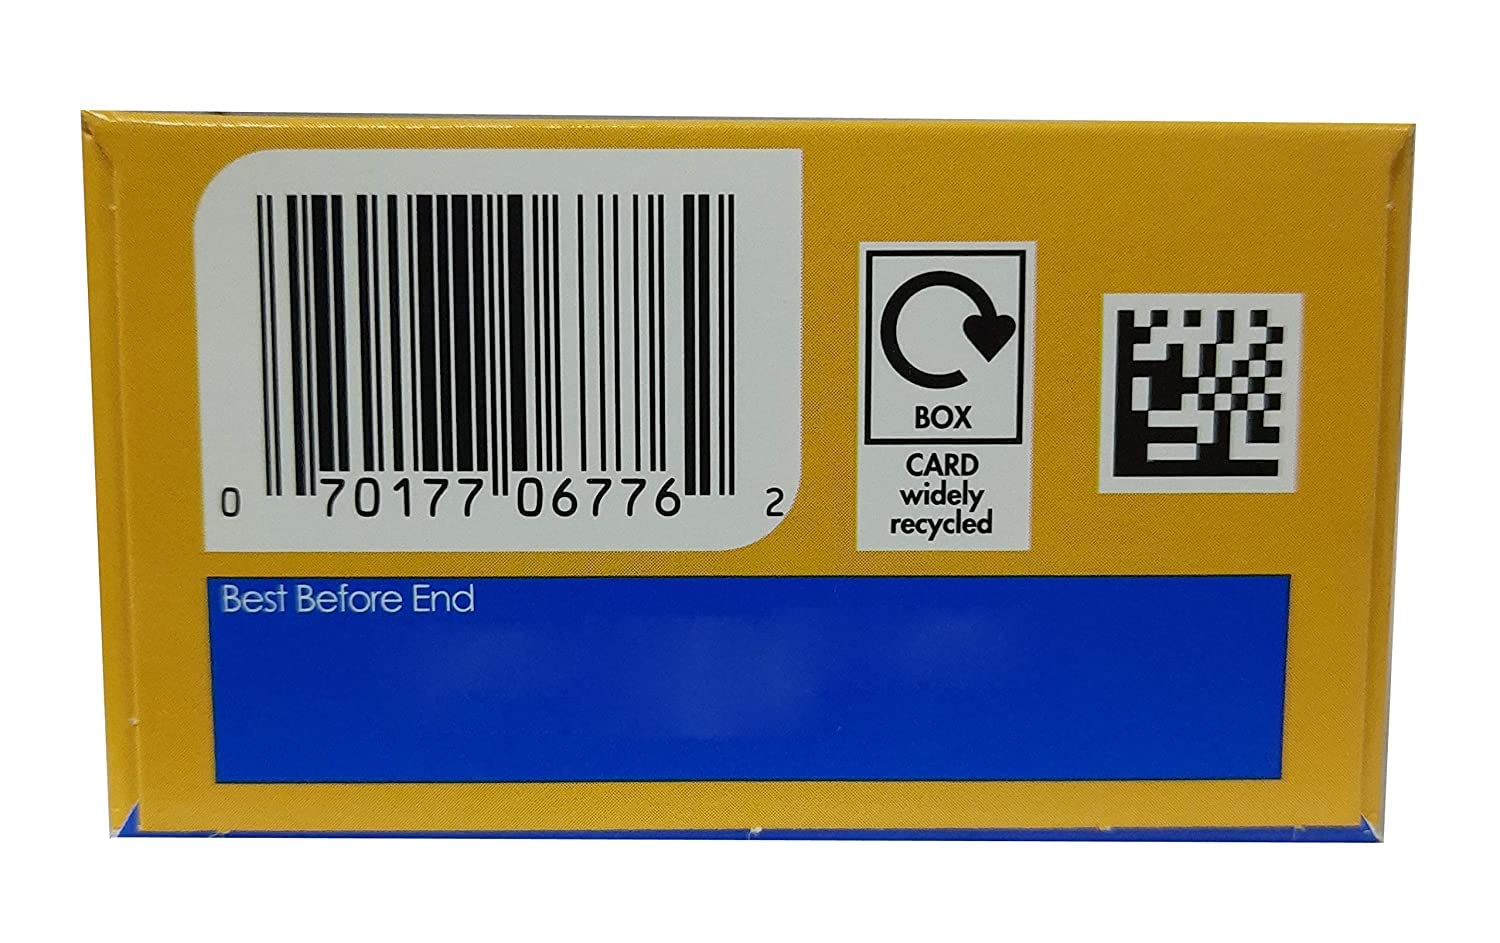 0 70177 06776 2
BOX
CARD
widely
recycled
Best Before End